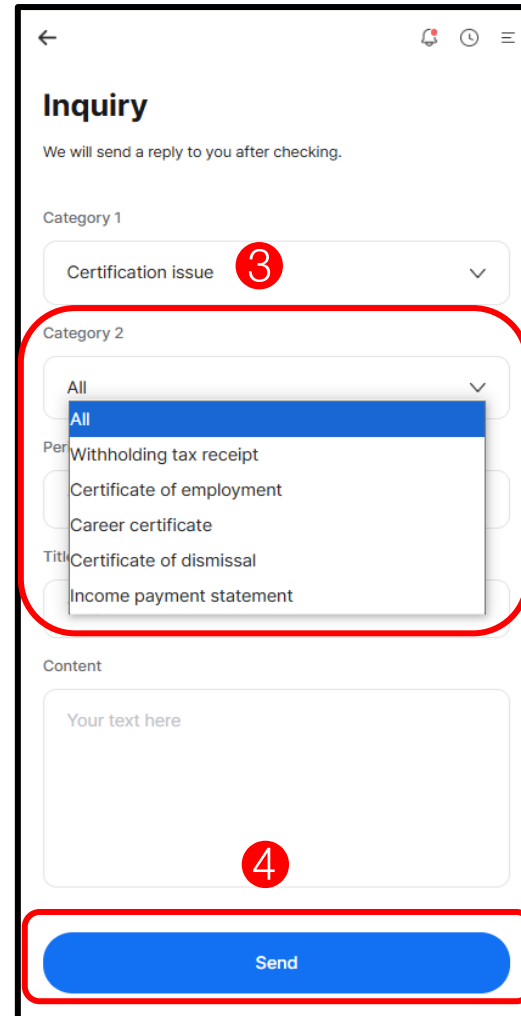 Inquiry
We will send a reply to you after checking.
Category 1
Certification issue
3
Category 2
All
All
Per
Withholding tax receipt
Certificate of employment
Career certificate
Titl
Certificate of dismissal
Income payment statement
Content
Your text here
4
Send